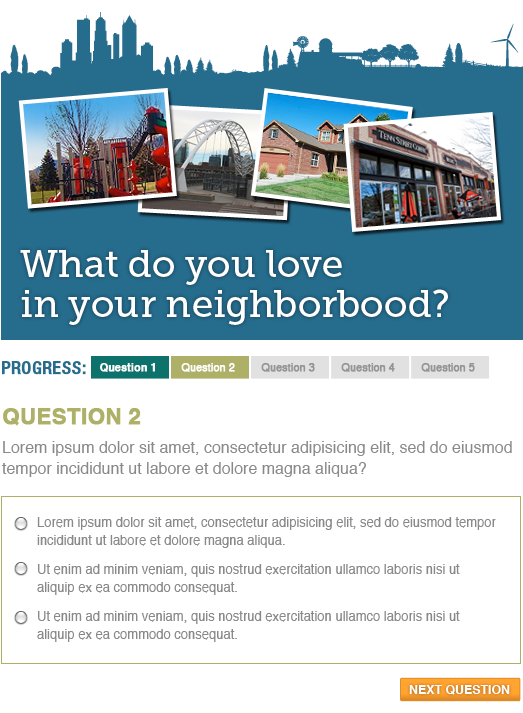 TENN STREET
What do you love
in your neighborbood?
PROGRESS: Question 1 Question 2 Question 3 Question 4 Question 5
QUESTION 2
Lorem ipsum dolor sit amet, consectetur adipisicing elit, sed do eiusmod
tempor incididunt ut labore et dolore magna aliqua?
Lorem ipsum dolor sit amet, consectetur adipisicing elit, sed do eiusmod tempor
incididunt ut labore et dolore magna aliqua.
Ut enim ad minim veniam, quis nostrud exercitation ullamco laboris nisi ut
aliquip ex ea commodo consequat.
Ut enim ad minim veniam, quis nostrud exercitation ullamco laboris nisi ut
aliquip ex ea commodo consequat.
NEXT QUESTION